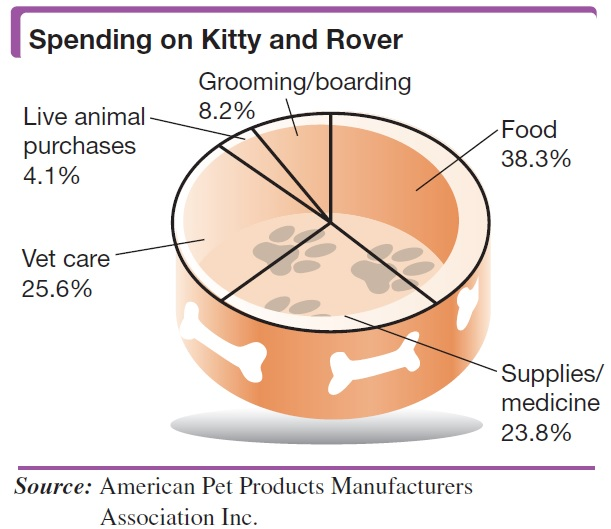 Spending on Kitty and Rover
Grooming/boarding
8.2%
Live animal
purchases
4.1%
Food
38.3%
Vet care
25.6%
Supplies/
medicine
23.8%
Source: American Pet Products Manufacturers
Association Inc.